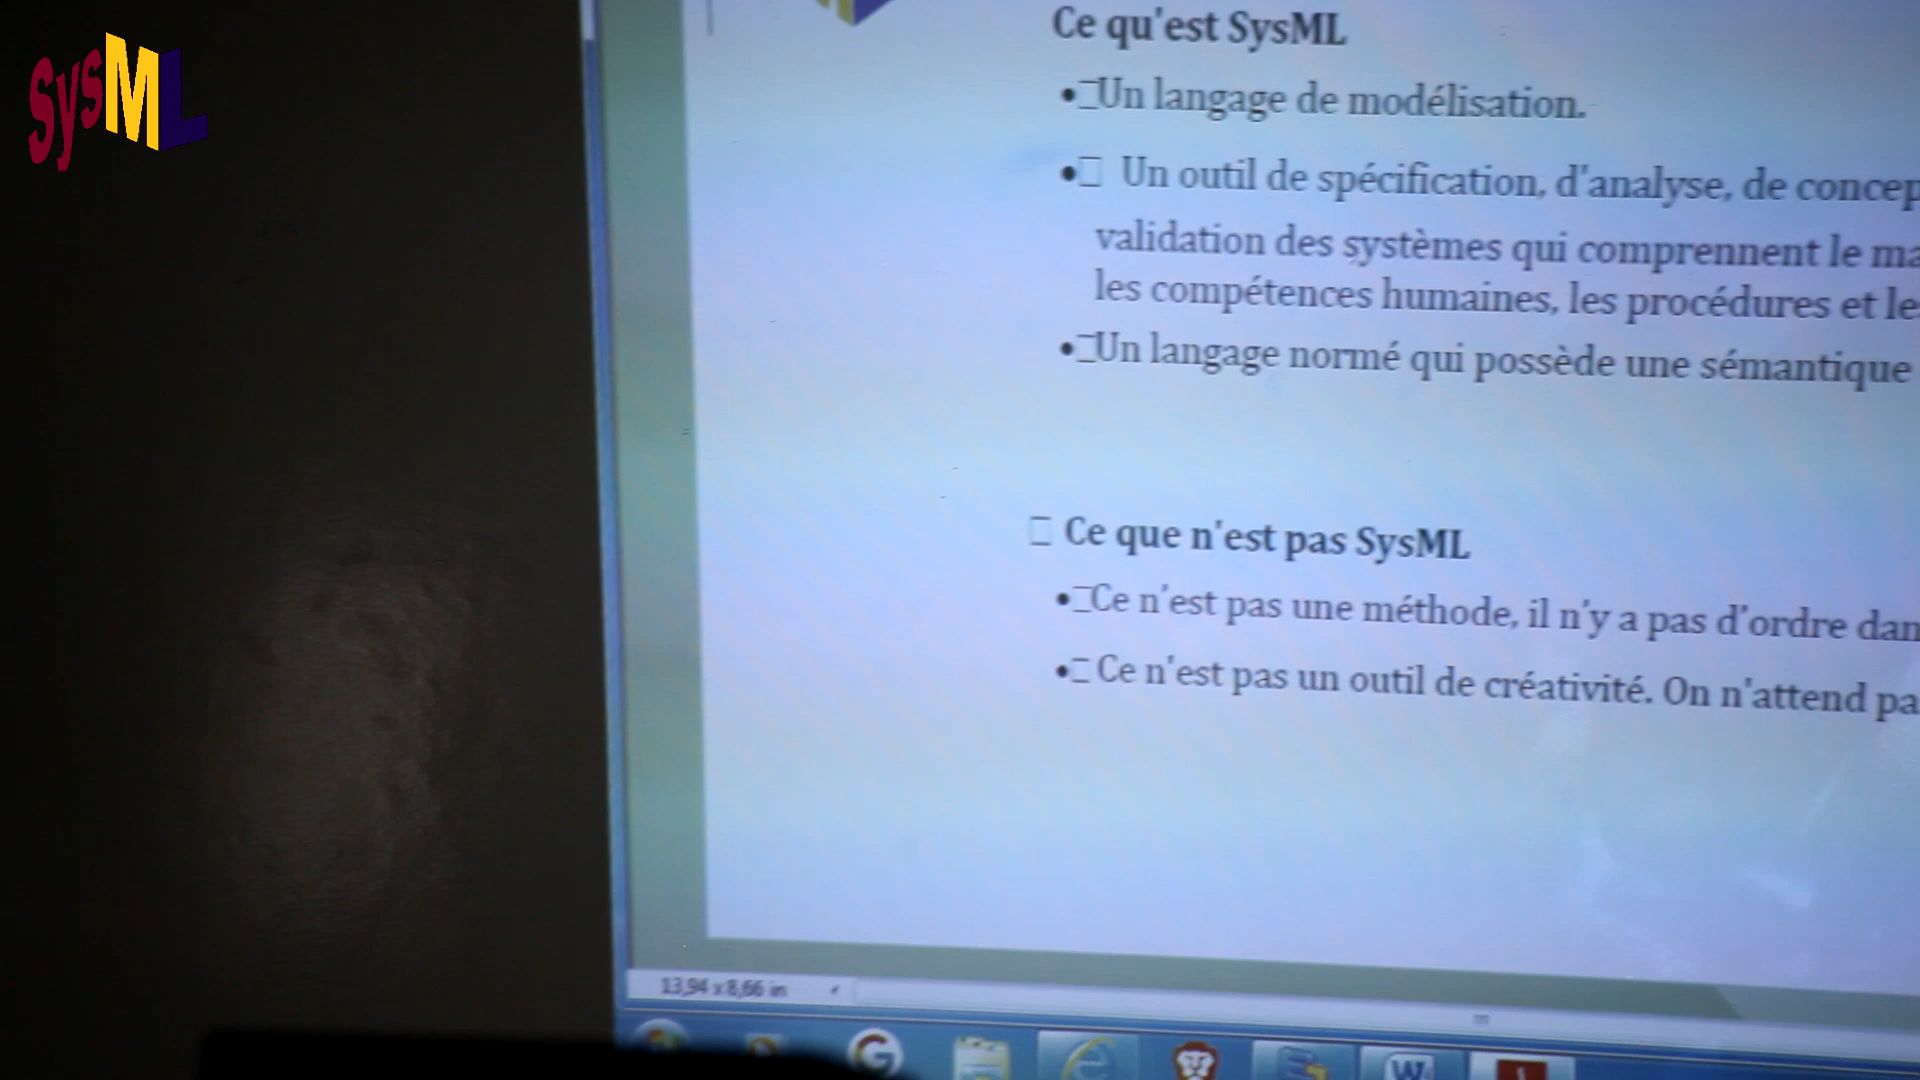 SysML
Ce qu'est SysML
• Un langage de modélisation.
• Un outil de spécification, d'analyse, de concep
validation des systèmes qui comprennent le ma
les compétences humaines, les procédures et les
• Un langage normé qui possède une sémantique
Ce que n'est pas SysML
• Ce n'est pas une méthode, il n'y a pas d'ordre dan
• Ce n'est pas un outil de créativité. On n'attend pa
13,94 x 8,66 in